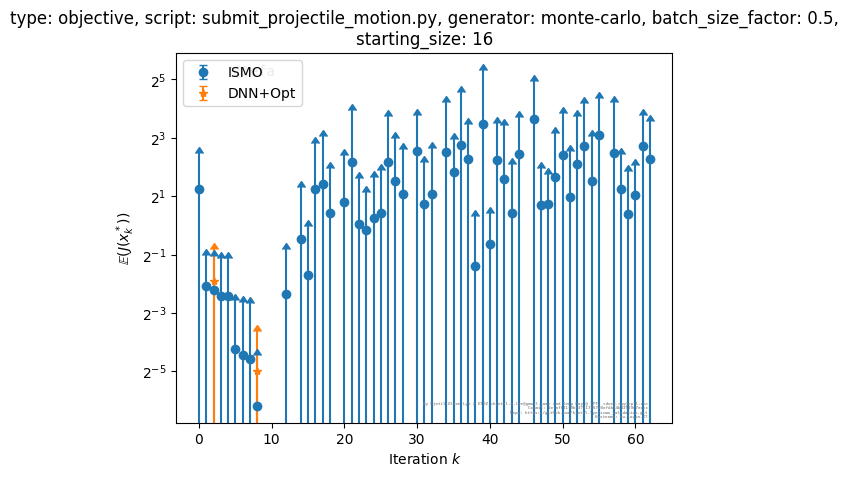 type: objective, script: submit_projectile_motion.py, generator: monte-carlo, batch_size_factor: 0.5,
starting_size: 16
ISMO
DNN+Opt
2^5
2^3
2^1
2^{-1}
2^{-3}
2^{-5}
𝔼(J(x_k^*))
0 10 20 30 40 50 60
Iteration k